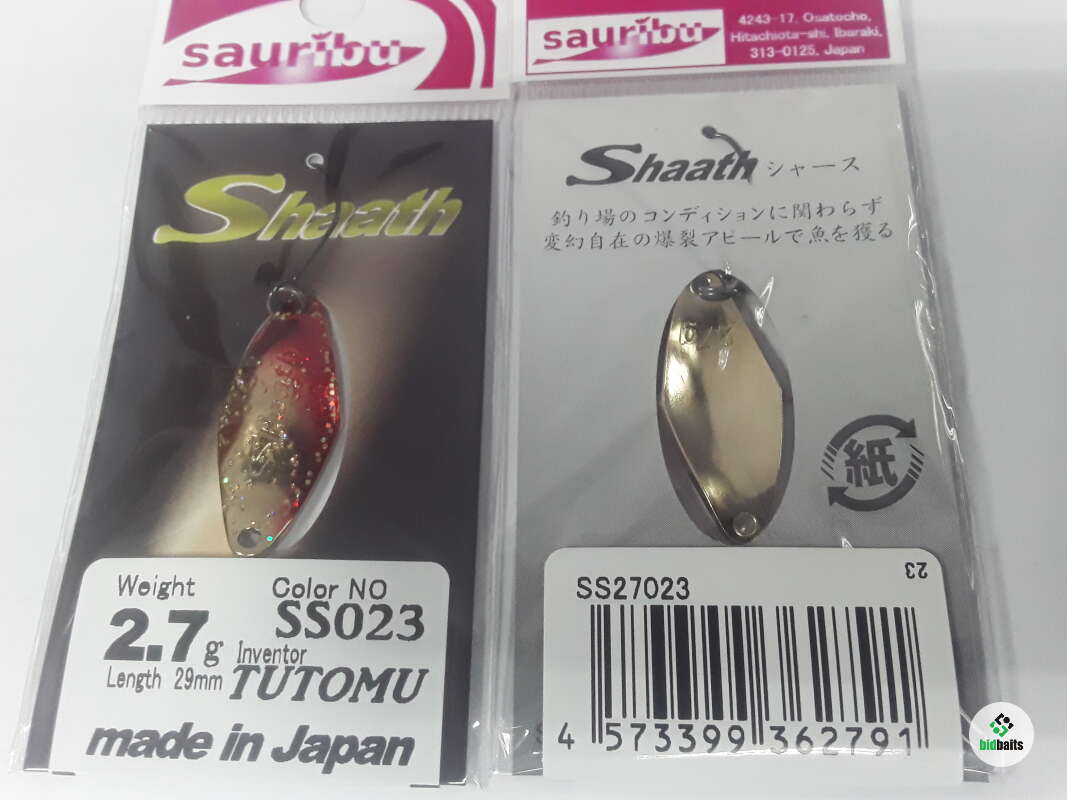 sauribu
Shaath
Weight
2.7g
Color NO
SS023
Length 29mm
Inventor
TUTOMU
made in Japan
sauribu
4243-17, Osatocho,
Hitachiota-shi, Ibaraki,
313-0125, Japan
Shaath シャース
釣り場のコンディションに関わらず
変幻自在の爆裂アピールで魚を獲る
紙
23
SS27023
4 573399 362791
bidbaits